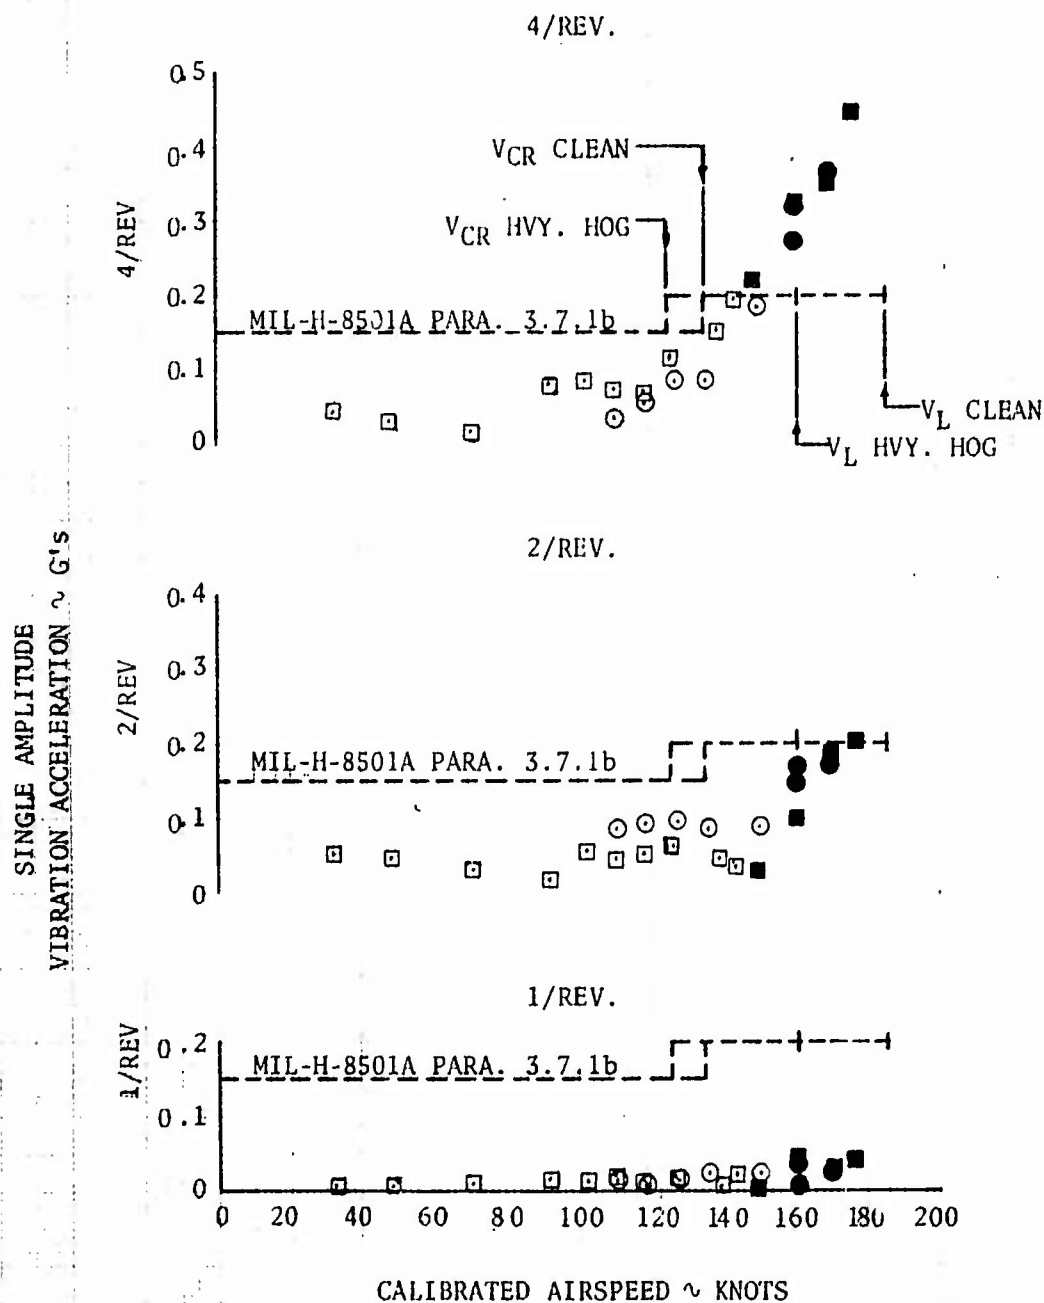 4/REV.
0.5
0.4
0.3
0.2
0.1
0
4/REV
V_CR CLEAN
V_CR HVY. HOG
MIL-H-8501A PARA. 3.7.1b
V_L CLEAN
V_L HVY. HOG
2/REV.
0.4
0.3
0.2
0.1
0
2/REV
MIL-H-8501A PARA. 3.7.1b
SINGLE AMPLITUDE
VIBRATION ACCELERATION ~ G's
1/REV.
0.2
0.1
0
1/REV
MIL-H-8501A PARA. 3.7.1b
0 20 40 60 80 100 120 140 160 180 200
CALIBRATED AIRSPEED ~ KNOTS